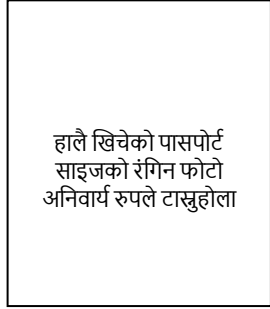 हालै खिचेको पासपोर्ट
साइजको रंगिन फोटो
अनिवार्य रुपले टास्नुहोला